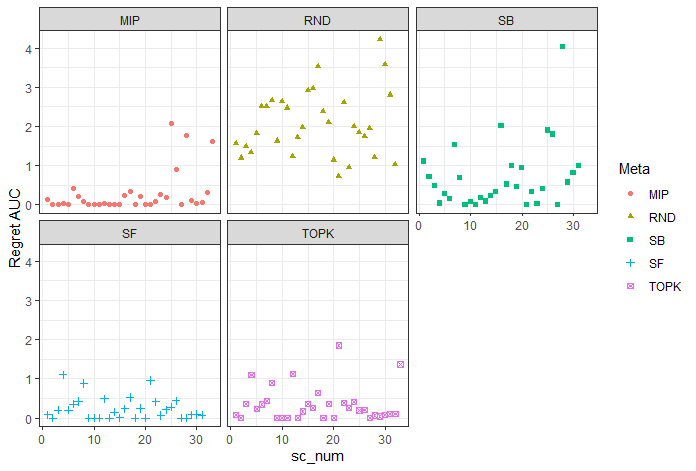 MIP RND SB
4
3
2
1
0
0 10 20 30
Regret AUC
SF TOPK
4
3
2
1
0
0 10 20 30 0 10 20 30
sc_num
Meta
MIP
RND
SB
SF
TOPK